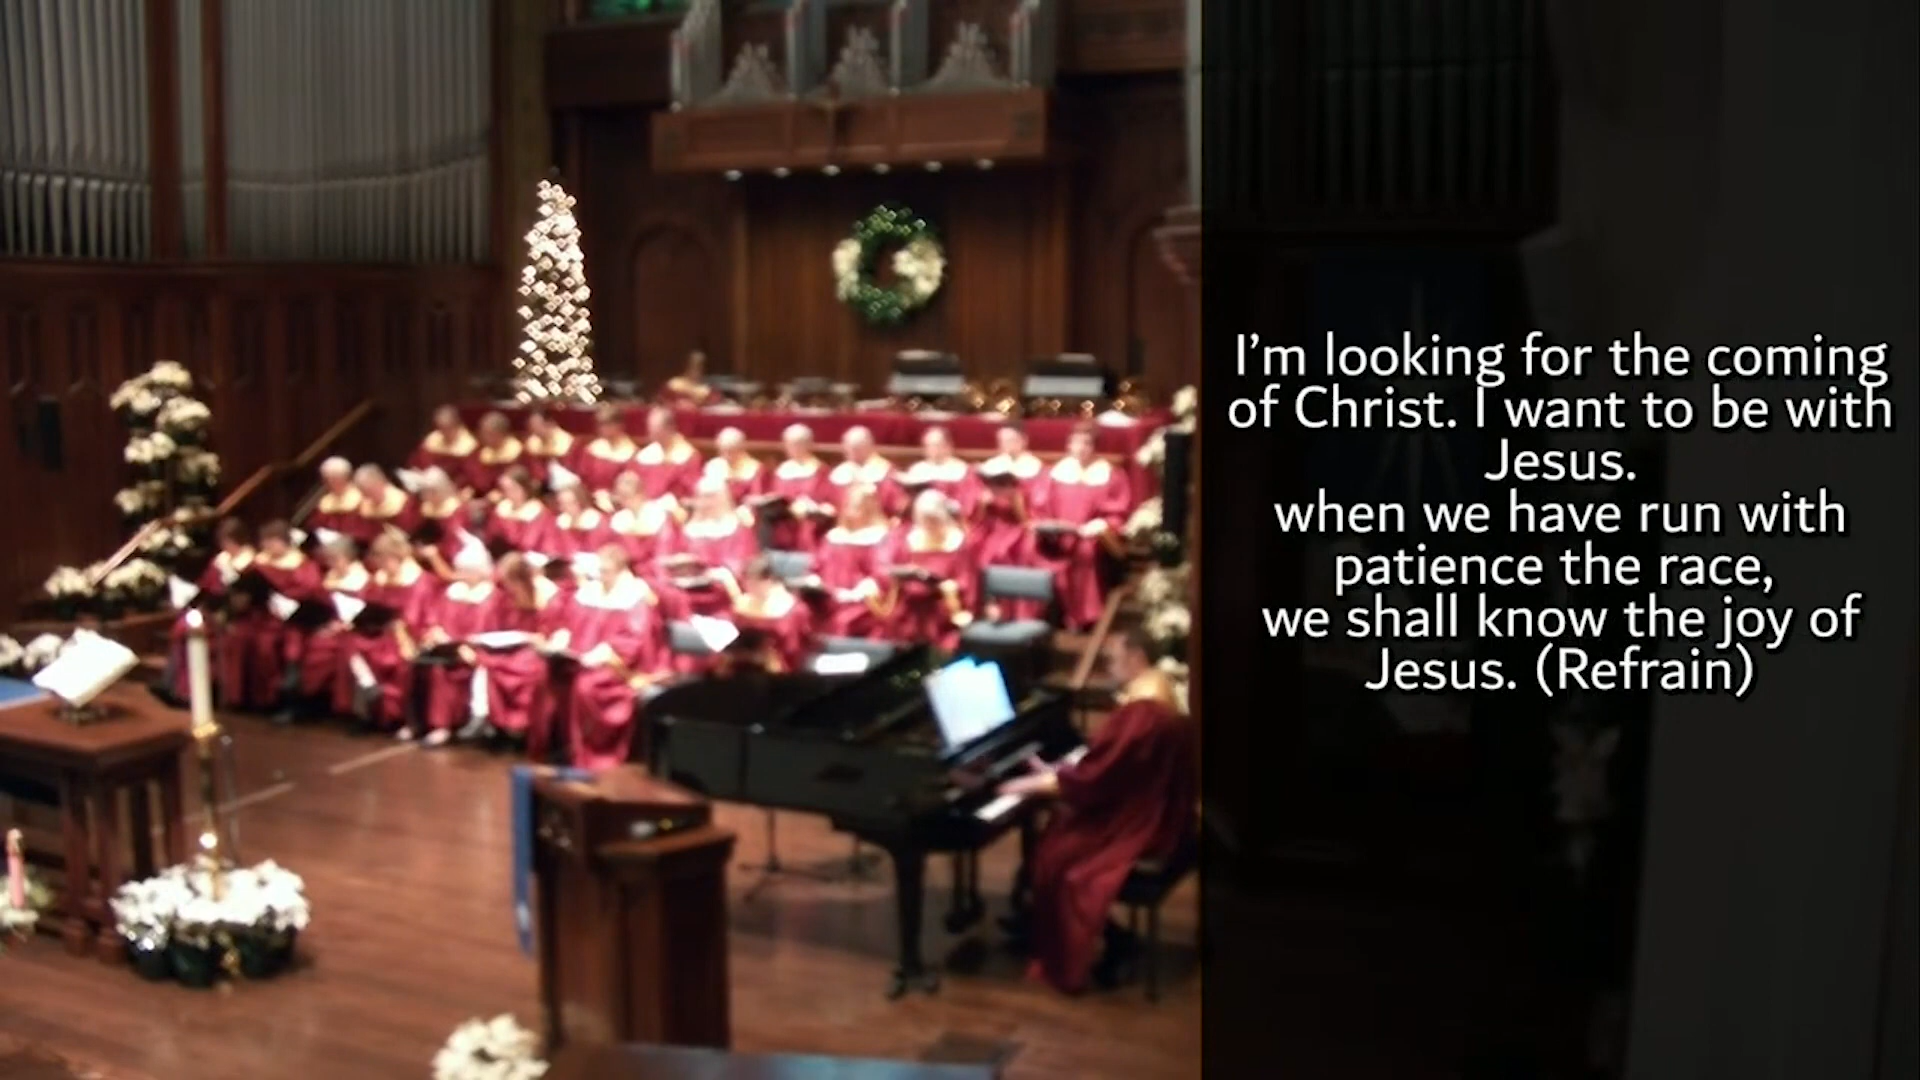 I’m looking for the coming
of Christ. I want to be with
Jesus.
when we have run with
patience the race,
we shall know the joy of
Jesus. (Refrain)